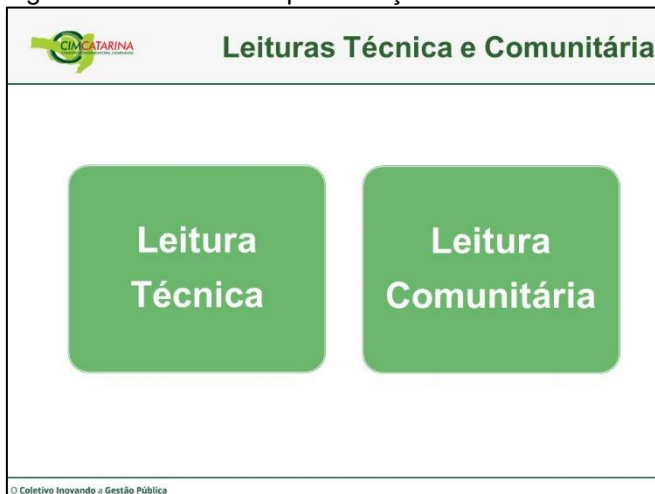 CIMCATARINA
Leituras Técnica e Comunitária
Leitura
Técnica
Leitura
Comunitária
O Coletivo Inovando a Gestão Pública